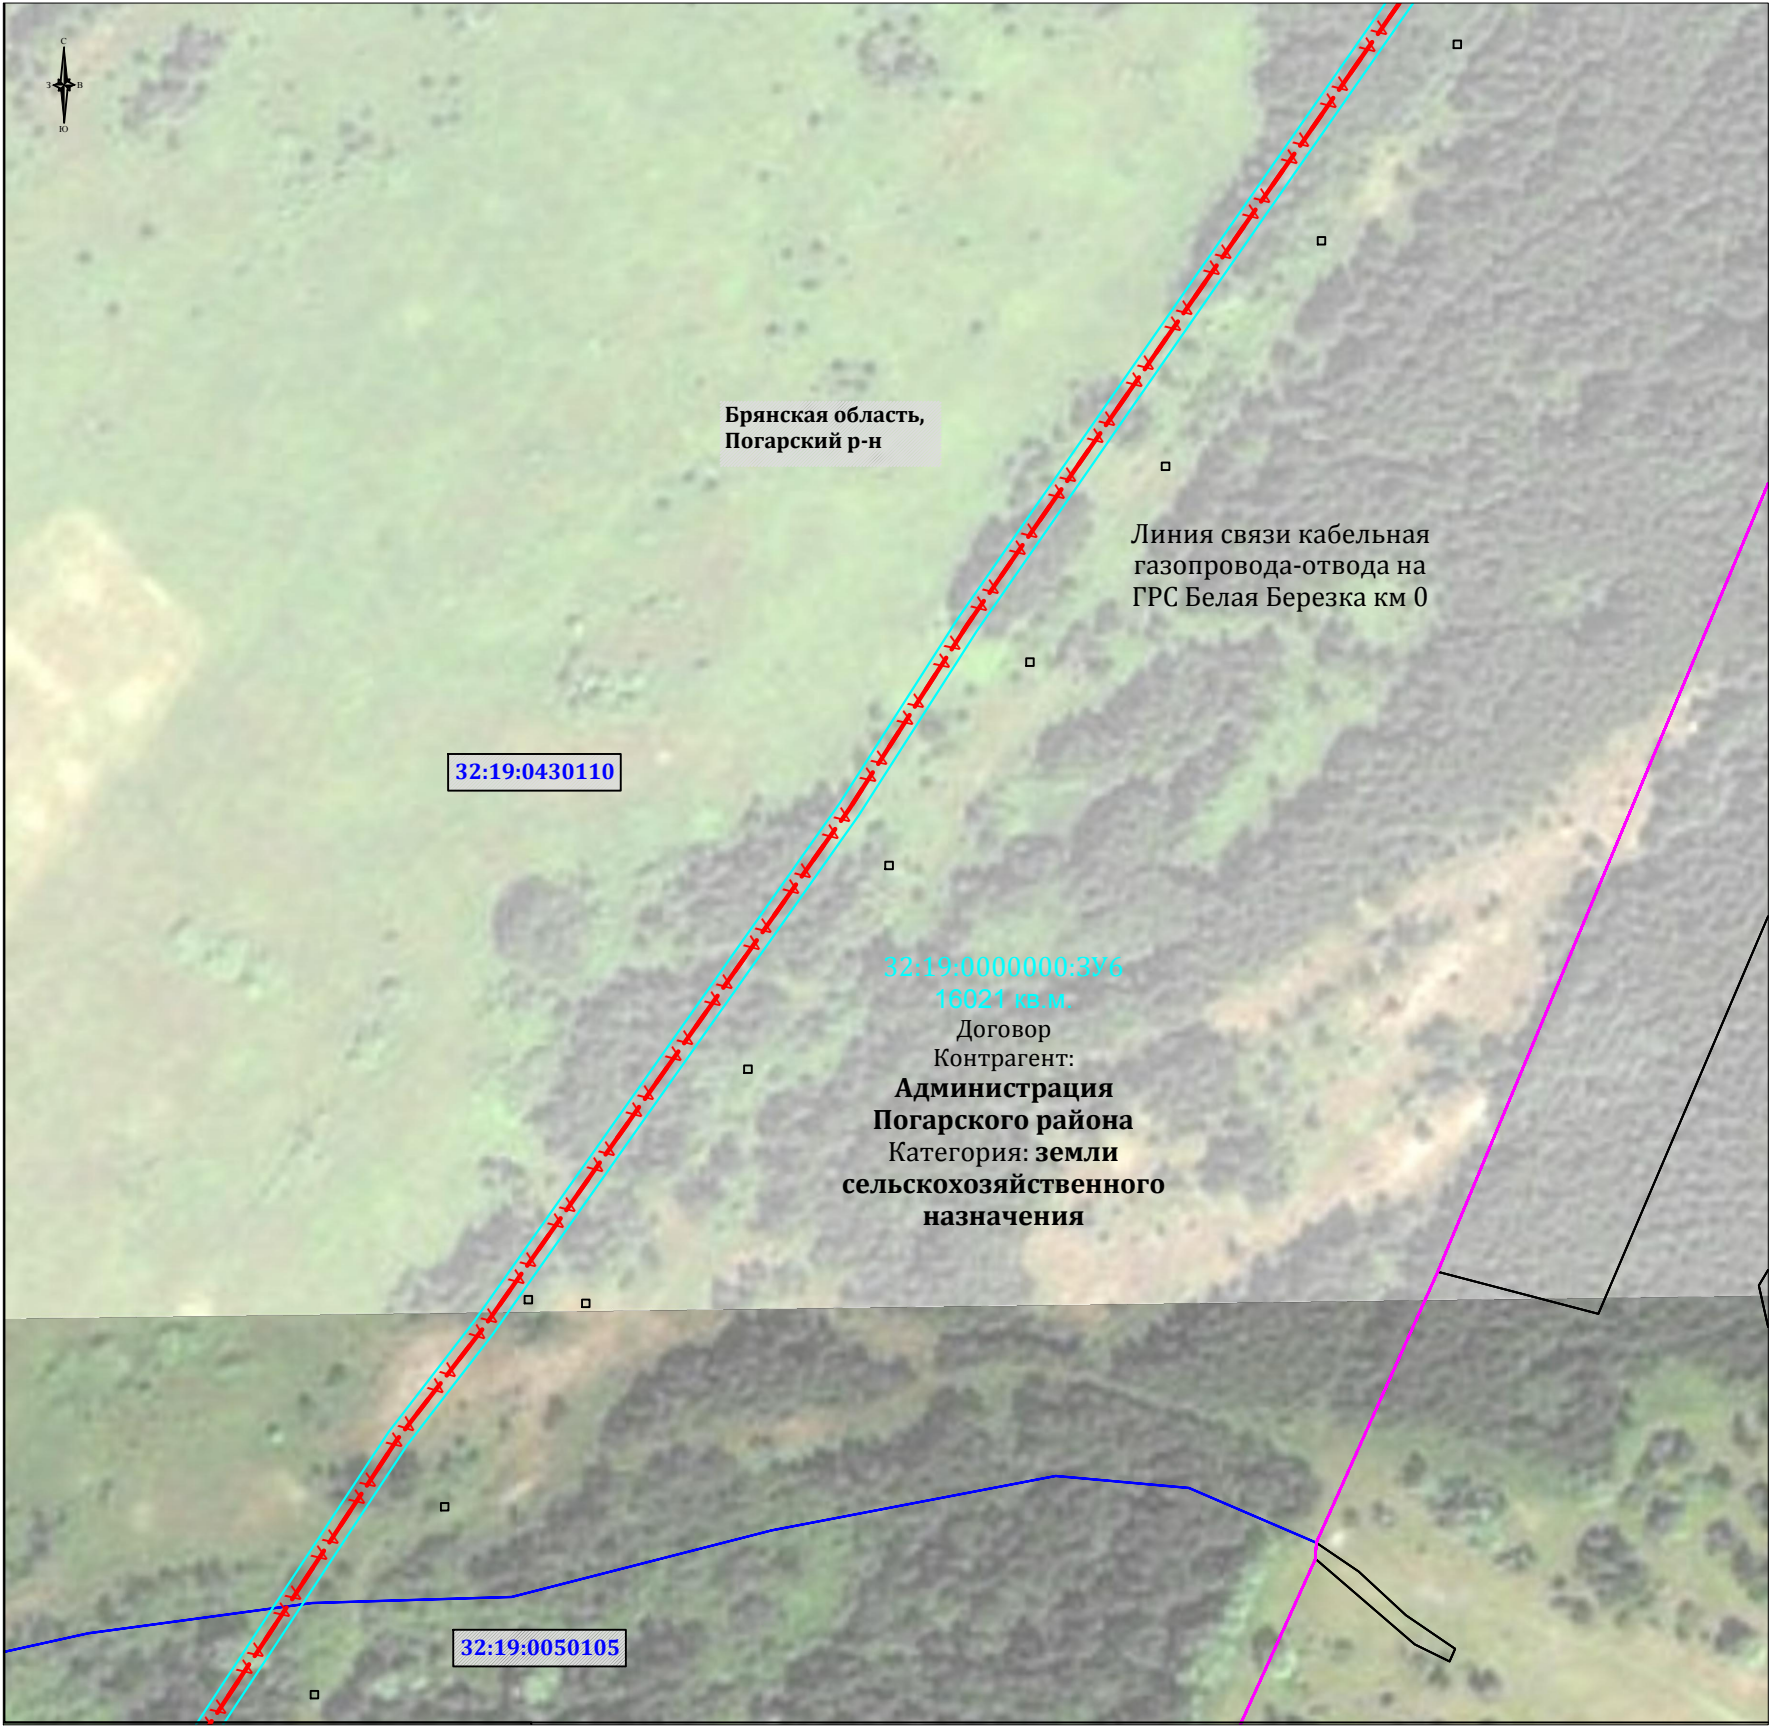 С
З В
Ю
Брянская область,
Погарский р-н
Линия связи кабельная
газопровода-отвода на
ГРС Белая Березка км 0
32:19:0430110
32:19:0000000:ЗУ6
16021 кв.м.
Договор
Контрагент:
Администрация
Погарского района
Категория: земли
сельскохозяйственного
назначения
32:19:0050105